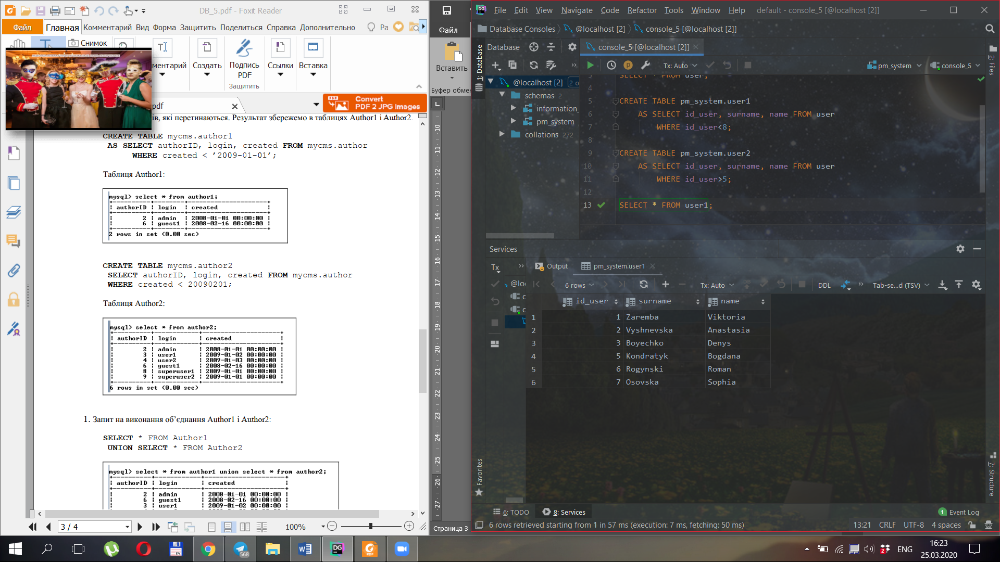 DB_5.pdf - Foxit Reader
Файл Главная Комментарий Вид Форма Защитить Поделиться Справка Дополнительно
Снимок
Создать
Подпись PDF
Защитить
Ссылки
Вставка
Convert
PDF 2 JPG Images
які перетинаються. Результат збережемо в таблицях Author1 і Author2.
CREATE TABLE mycms.author1
AS SELECT authorID, login, created FROM mycms.author
WHERE created < ’2009-01-01’;
Таблиця Author1:
mysql> select * from author1;
authorID | login | created
2 | admin | 2008-01-01 00:00:00
6 | guest1 | 2008-02-16 00:00:00
2 rows in set (0.00 sec)
CREATE TABLE mycms.author2
SELECT authorID, login, created FROM mycms.author
WHERE created < 20090201;
Таблиця Author2:
mysql> select * from author2;
authorID | login | created
2 | admin | 2008-01-01 00:00:00
3 | user1 | 2009-01-02 00:00:00
4 | user2 | 2009-01-03 00:00:00
6 | guest1 | 2008-02-16 00:00:00
8 | superuser1 | 2009-01-01 00:00:00
9 | superuser2 | 2009-01-01 00:00:00
6 rows in set (0.00 sec)
1. Запит на виконання об’єднання Author1 і Author2:
SELECT * FROM Author1
UNION SELECT * FROM Author2
mysql> select * from author1 union select * from author2;
authorID | login | created
2 | admin | 2008-01-01 00:00:00
6 | guest1 | 2008-02-16 00:00:00
3 | user1 | 2009-01-02 00:00:00
3 / 4
100%
Файл
Вставить
Буфер обмен
10 11 12 13 14 15 16 17 18 19 20 21 22 23 24 25 26 27
Страница 3
File Edit View Navigate Code Refactor Tools Window Help default - console_5 [@localhost [2]]
Database Consoles @localhost [2] console_5 [@localhost [2]]
Database
console_5 [@localhost [2]]
Tx: Auto
pm_system
console_5
1: Database
2: Files
@localhost [2]
schemas 2
information_
pm_system
collations 272
3 SELECT * FROM user;
4
5 CREATE TABLE pm_system.user1
6 AS SELECT id_user, surname, name FROM user
7 WHERE id_user<8;
8
9 CREATE TABLE pm_system.user2
10 AS SELECT id_user, surname, name FROM user
11 WHERE id_user>5;
12
13 SELECT * FROM user1;
Services
Tx
Output pm_system.user1
@loc
6 rows Tx: Auto DDL Tab-se...d (TSV)
id_user surname name
1 1 Zaremba Viktoria
2 2 Vyshnevska Anastasia
3 3 Boyechko Denys
4 5 Kondratyk Bogdana
5 6 Rogynski Roman
6 7 Osovska Sophia
Favorites
7: Structure
6: TODO 8: Services 1 Event Log
6 rows retrieved starting from 1 in 57 ms (execution: 7 ms, fetching: 50 ms)
13:21 CRLF UTF-8 4 spaces
568
ENG
16:23
25.03.2020